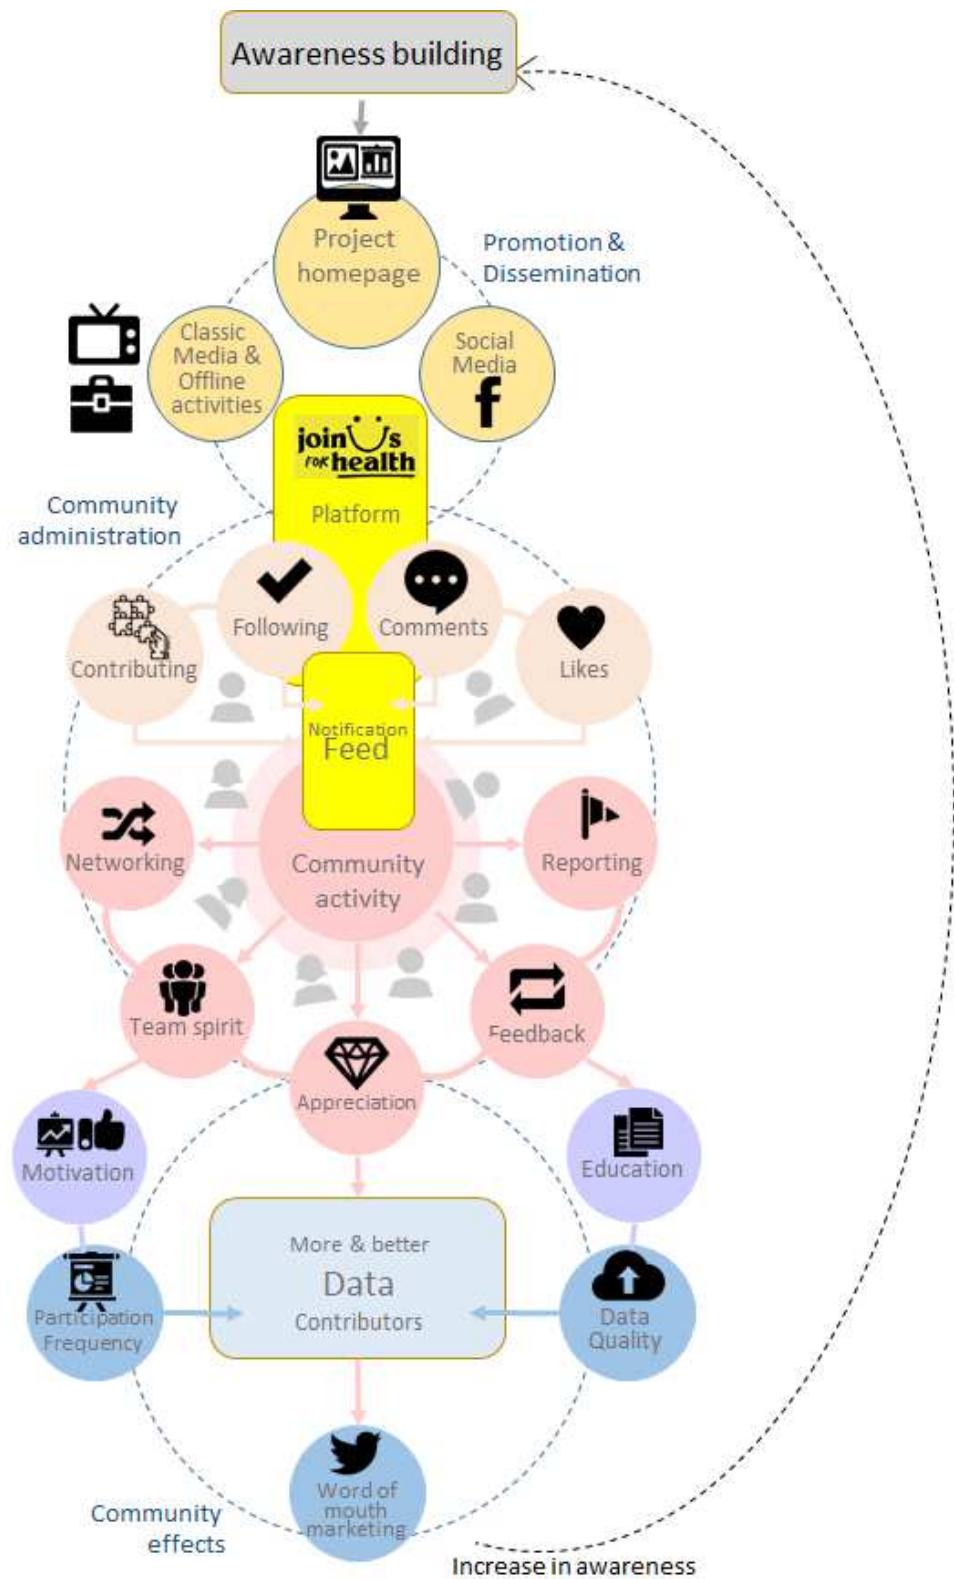 Awareness building
Project
homepage
Promotion &
Dissemination
Classic
Media &
Offline
activities
Social
Media
f
join Us
FOR health
Platform
Community
administration
Following
Comments
Contributing
Likes
Notification
Feed
Networking
Reporting
Community
activity
Team spirit
Feedback
Appreciation
Motivation
Education
More & better
Data
Contributors
Participation
Frequency
Data
Quality
Word of
mouth
marketing
Community
effects
Increase in awareness